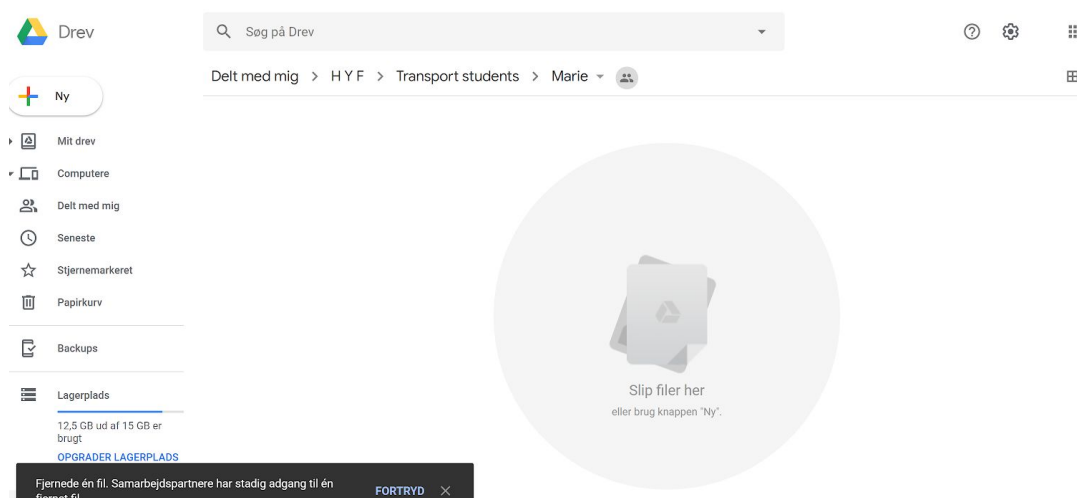 Drev
Søg på Drev
Delt med mig > H Y F > Transport students > Marie
Ny
Mit drev
Computere
Delt med mig
Seneste
Stjernemarkeret
Papirkurv
Backups
Lagerplads
12,5 GB ud af 15 GB er
brugt
OPGRADER LAGERPLADS
Slip filer her
eller brug knappen "Ny".
Fjernede én fil. Samarbejdspartnere har stadig adgang til én
fjernet fil.
FORTRYD